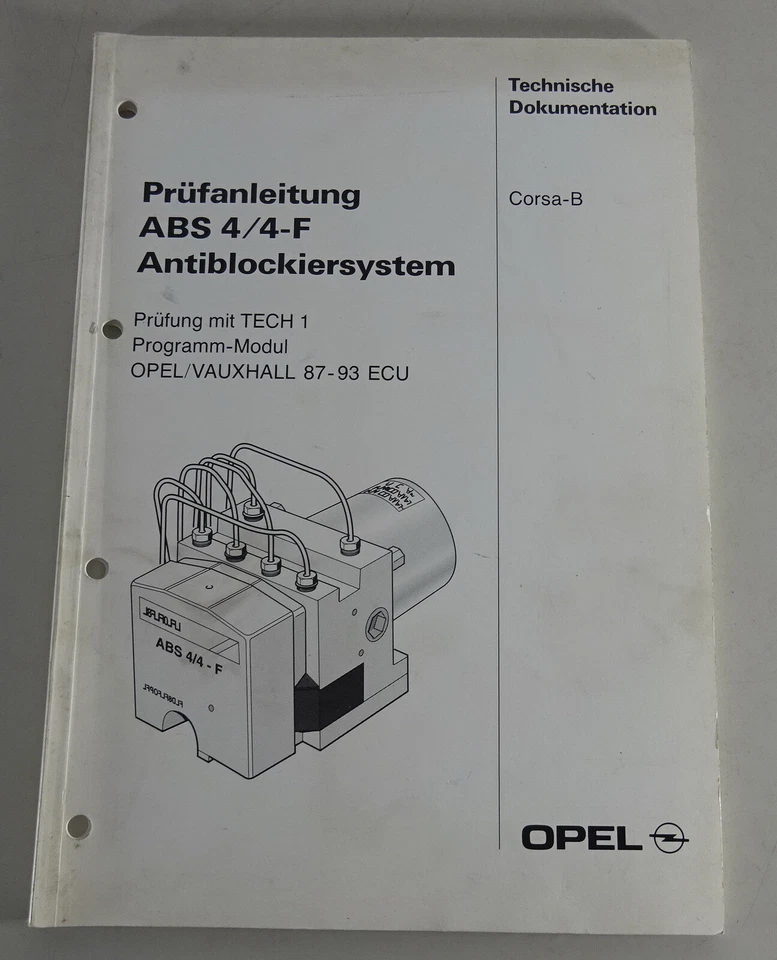 Technische
Dokumentation
Corsa-B
Prüfanleitung
ABS 4/4-F
Antiblockiersystem
Prüfung mit TECH 1
Programm-Modul
OPEL/VAUXHALL 87-93 ECU
ABS 4/4 - F
OPEL